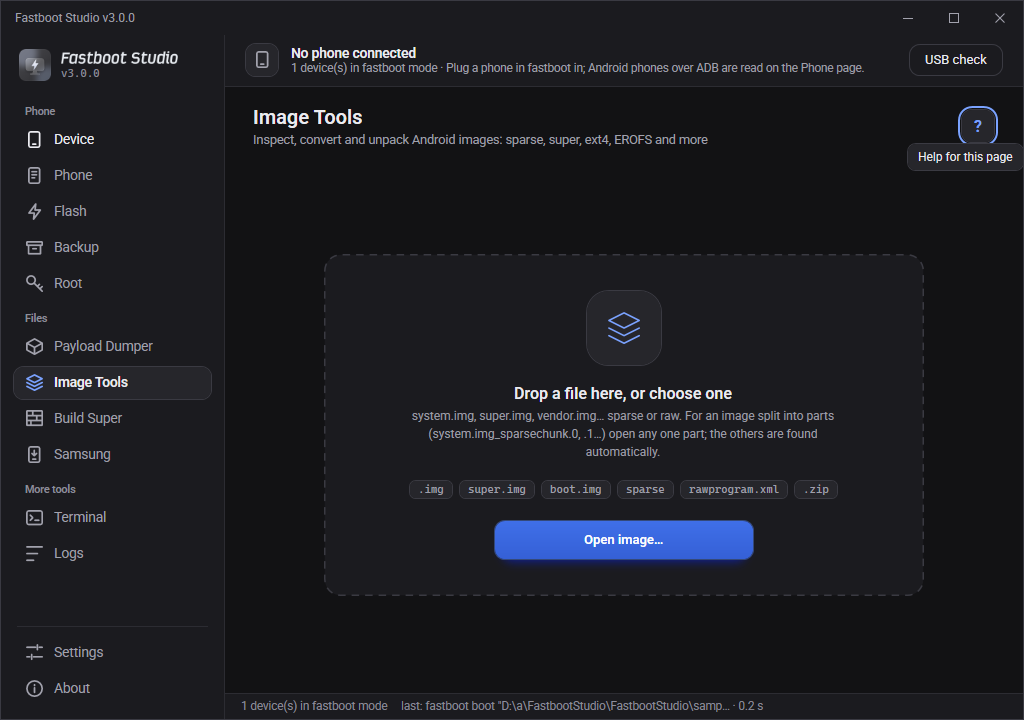 Fastboot Studio v3.0.0
Fastboot Studio
v3.0.0
Phone
Device
Phone
Flash
Backup
Root
Files
Payload Dumper
Image Tools
Build Super
Samsung
More tools
Terminal
Logs
Settings
About
No phone connected
1 device(s) in fastboot mode · Plug a phone in fastboot in; Android phones over ADB are read on the Phone page.
USB check
Image Tools
Inspect, convert and unpack Android images: sparse, super, ext4, EROFS and more
?
Help for this page
Drop a file here, or choose one
system.img, super.img, vendor.img… sparse or raw. For an image split into parts
(system.img_sparsechunk.0, .1…) open any one part; the others are found
automatically.
.img super.img boot.img sparse rawprogram.xml .zip
Open image…
1 device(s) in fastboot mode last: fastboot boot "D:\a\FastbootStudio\FastbootStudio\samp… · 0.2 s